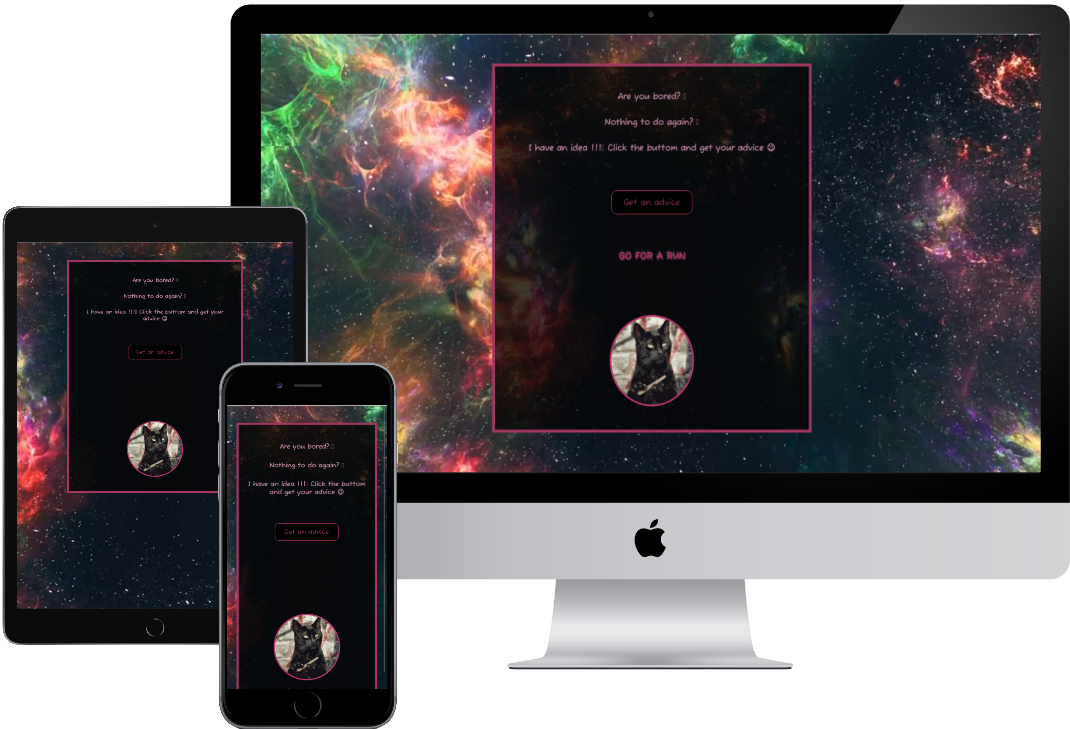 Are you bored? ▯
Nothing to do again? ▯
I have an idea !!!▯ Click the buttom and get your advice 😉
Get an advice
GO FOR A RUN
Are you bored? ▯
Nothing to do again? ▯
I have an idea !!!▯ Click the buttom and get your
advice 😉
Get an advice
Are you bored? ▯
Nothing to do again? ▯
I have an idea !!!▯ Click the buttom
and get your advice 😉
Get an advice